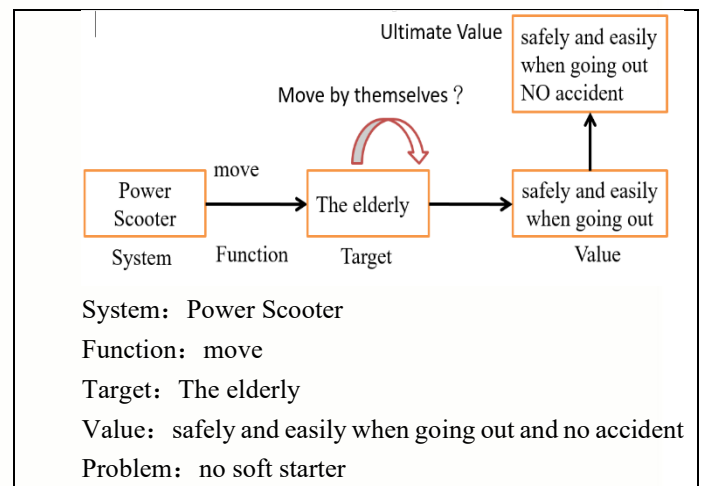 Ultimate Value
safely and easily
when going out
NO accident
Move by themselves？
move
Power
Scooter
The elderly
safely and easily
when going out
System
Function
Target
Value
System：Power Scooter
Function：move
Target：The elderly
Value：safely and easily when going out and no accident
Problem：no soft starter